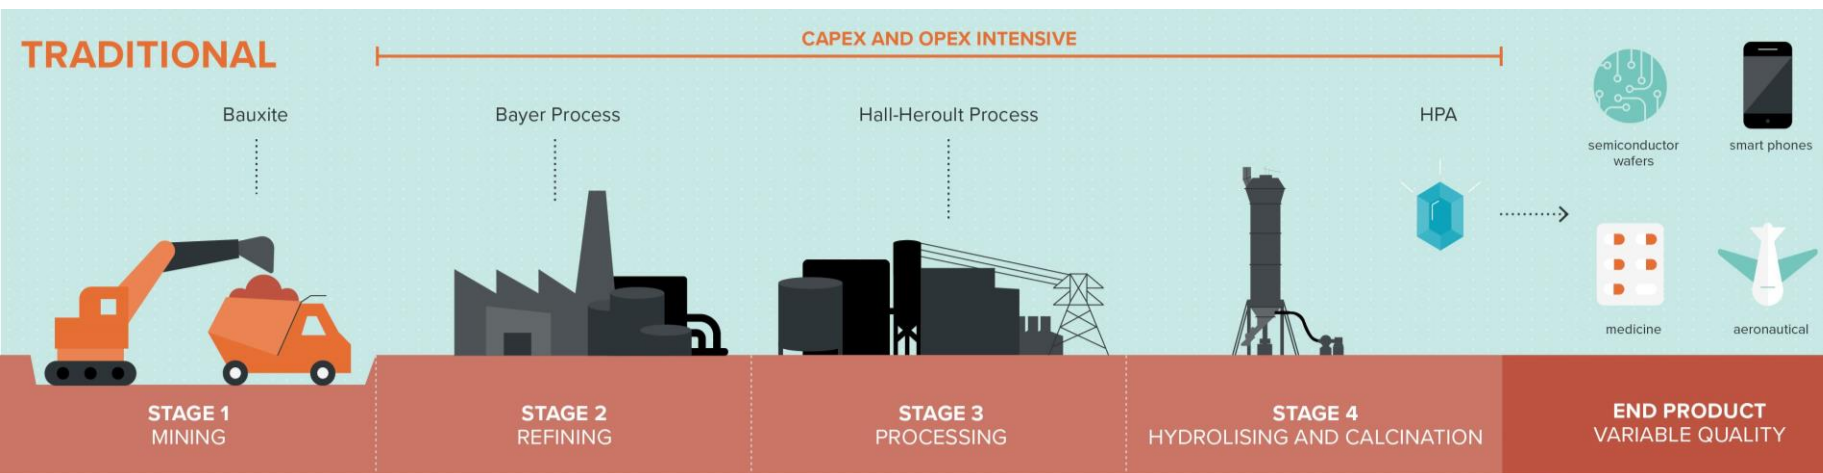 TRADITIONAL
CAPEX AND OPEX INTENSIVE
Bauxite
Bayer Process
Hall-Heroult Process
HPA
semiconductor
wafers
smart phones
medicine
aeronautical
STAGE 1
MINING
STAGE 2
REFINING
STAGE 3
PROCESSING
STAGE 4
HYDROLISING AND CALCINATION
END PRODUCT
VARIABLE QUALITY